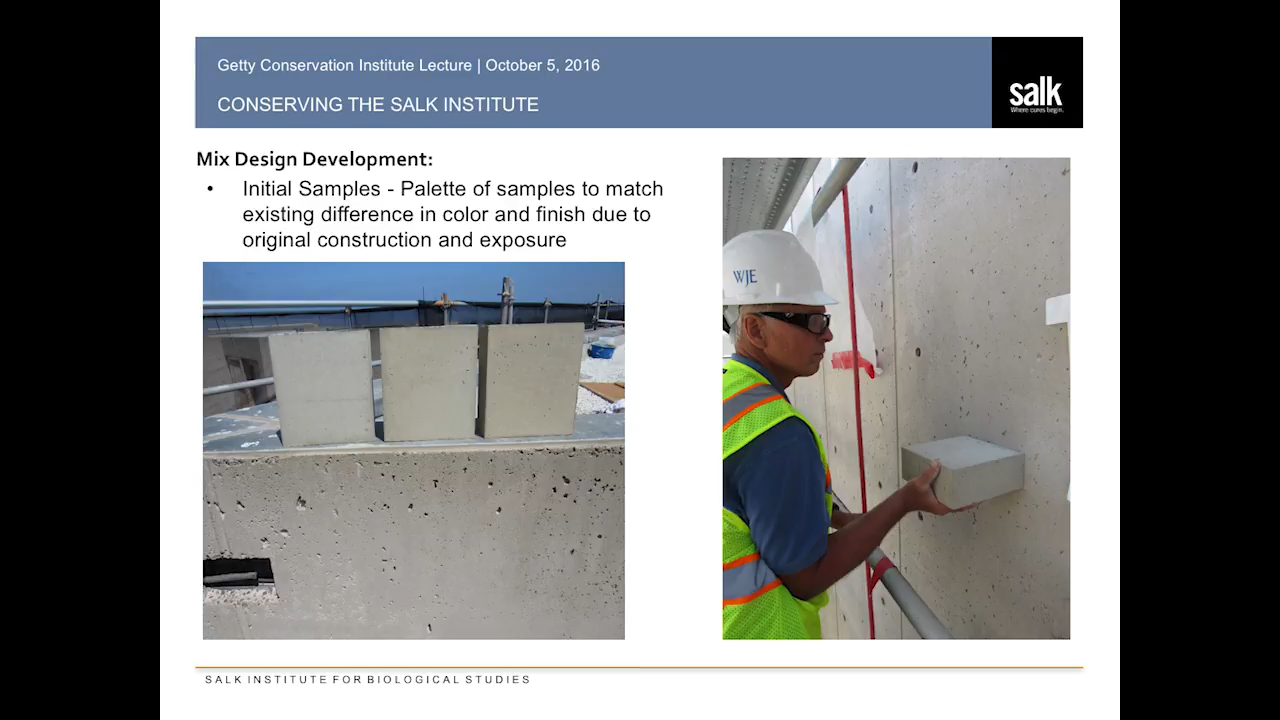 Getty Conservation Institute Lecture | October 5, 2016
CONSERVING THE SALK INSTITUTE
salk
Where cures begin.
Mix Design Development:
• Initial Samples - Palette of samples to match
existing difference in color and finish due to
original construction and exposure
WJE
SALK INSTITUTE FOR BIOLOGICAL STUDIES